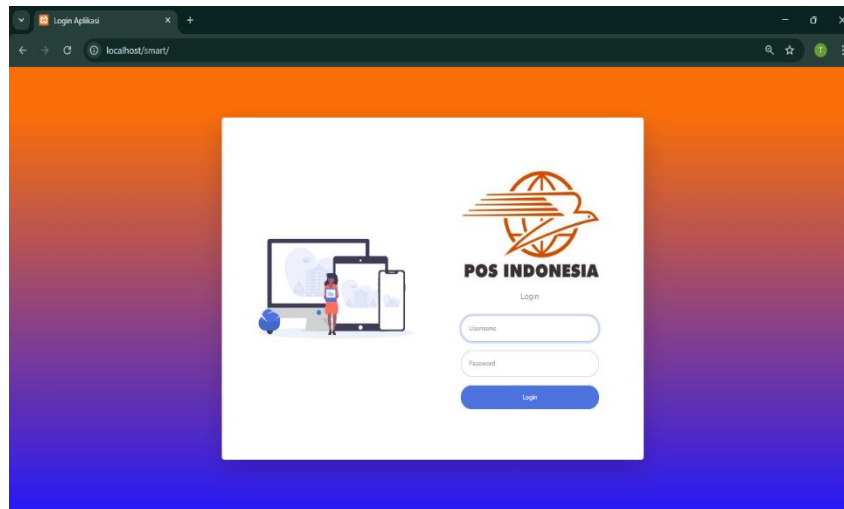 Login Aplikasi
localhost/smart/
T
POS INDONESIA
Login
Username
Password
Login